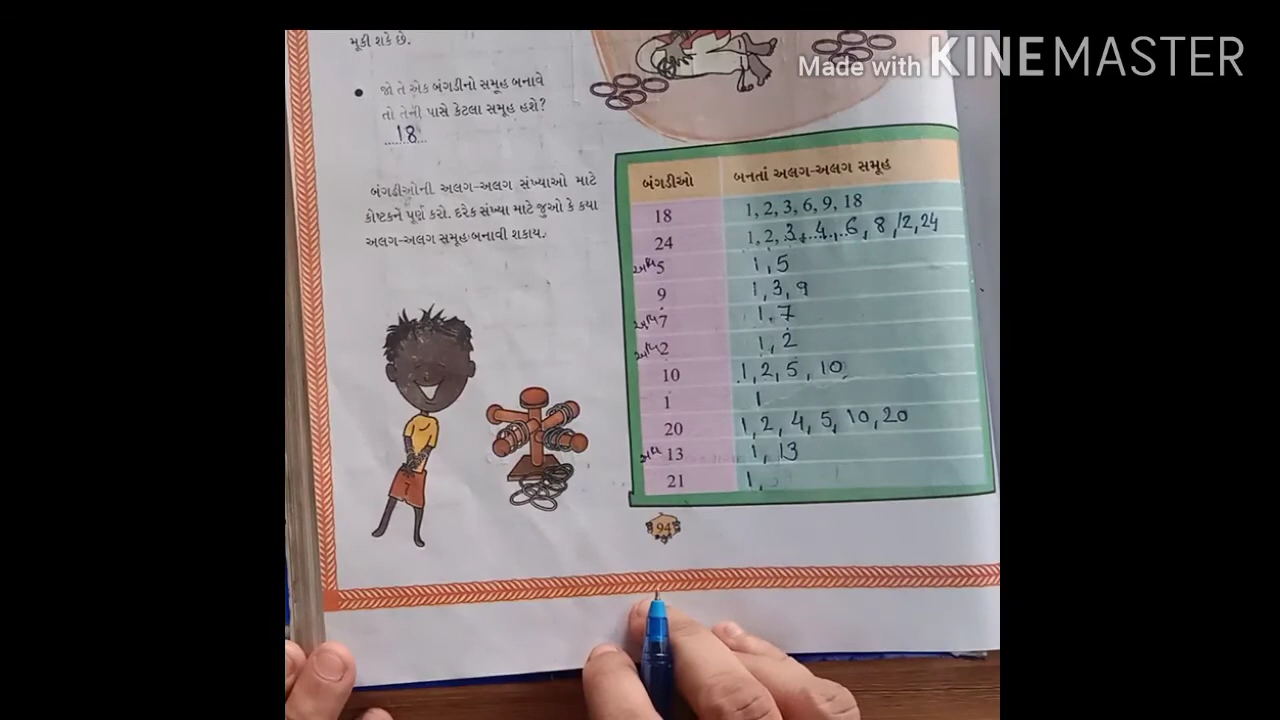 મૂકી શકે છે.
Made with KINEMASTER
● જો તે એક બંગડીનો સમૂહ બનાવે
તો તેની પાસે કેટલા સમૂહ હશે?
18
બંગડીઓની અલગ-અલગ સંખ્યાઓ માટે
કોષ્ટકને પૂર્ણ કરો. દરેક સંખ્યા માટે જુઓ કે કયા
અલગ-અલગ સમૂહ બનાવી શકાય.
બંગડીઓ બનતાં અલગ-અલગ સમૂહ
18 1, 2, 3, 6, 9, 18
24 1, 2, 3, 4, 6, 8, 12, 24
5 1, 5
9 1, 3, 9
7 1, 7
2 1, 2
10 1, 2, 5, 10
1 1
20 1, 2, 4, 5, 10, 20
13 1, 13
21 1,
94